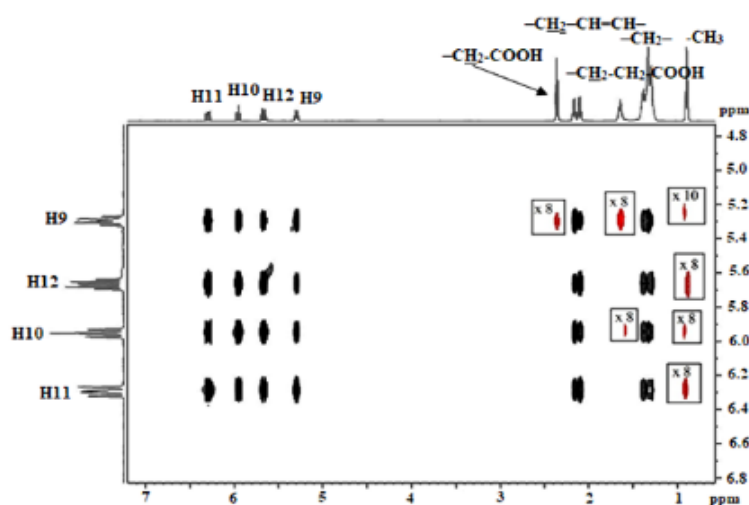 –CH2–CH=CH–
–CH2– -CH3
–CH2-COOH
–CH2-CH2-COOH
H11 H10 H12 H9
ppm
ppm
4.8
5.0
H9
x 8
x 8
x 10
5.2
5.4
H12
x 8
5.6
5.8
H10
x 8
x 8
6.0
H11
x 8
6.2
6.4
6.6
6.8
7 6 5 4 3 2 1 ppm